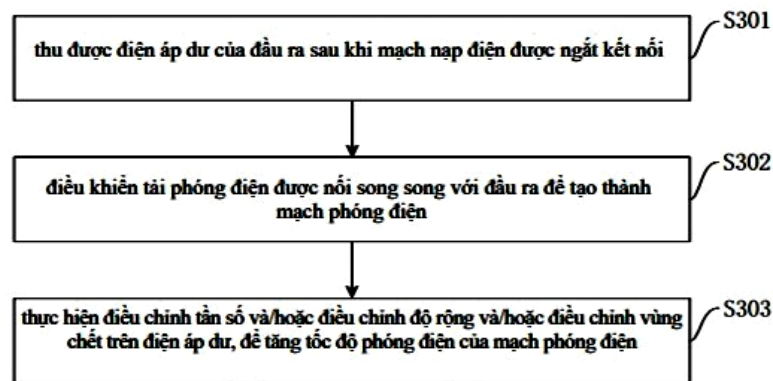 S301
thu được điện áp dư của đầu ra sau khi mạch nạp điện được ngắt kết nối
S302
điều khiển tải phóng điện được nối song song với đầu ra để tạo thành
mạch phóng điện
S303
thực hiện điều chỉnh tần số và/hoặc điều chỉnh độ rộng và/hoặc điều chỉnh vùng
chết trên điện áp dư, để tăng tốc độ phóng điện của mạch phóng điện